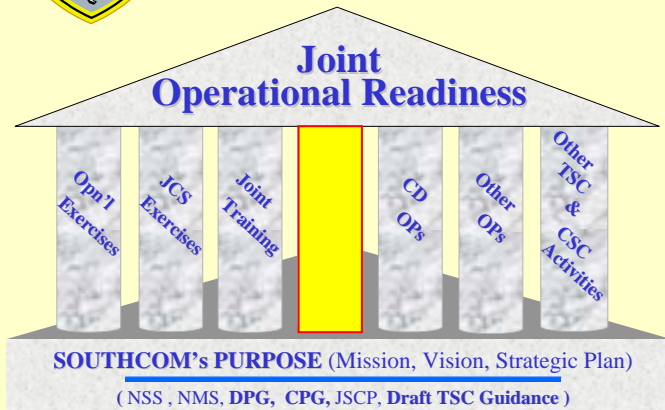 Joint
Operational Readiness
Opn'l
Exercises
JCS
Exercises
Joint
Training
CD
OPs
Other
OPs
Other
TSC
&
CSC
Activities
SOUTHCOM's PURPOSE (Mission, Vision, Strategic Plan)
( NSS , NMS, DPG, CPG, JSCP, Draft TSC Guidance )